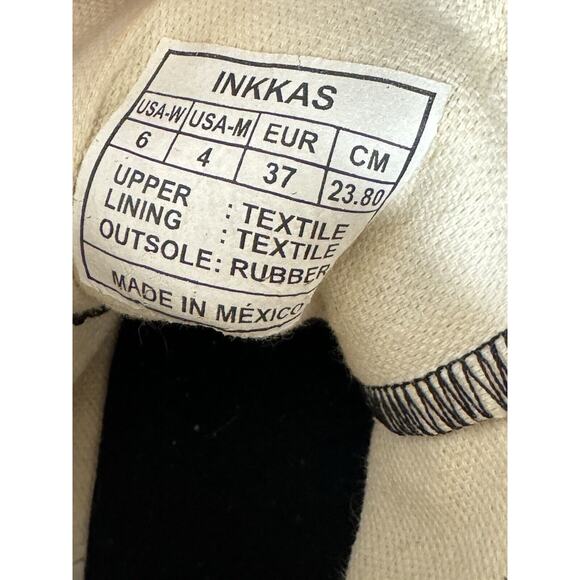 INKKAS
USA-W USA-M EUR CM
6 4 37 23.80
UPPER : TEXTILE
LINING : TEXTILE
OUTSOLE: RUBBER
MADE IN MÉXICO